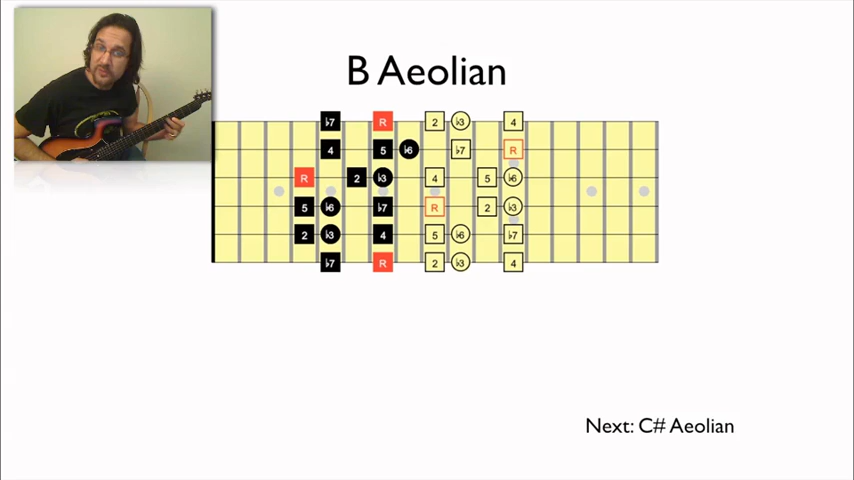 B Aeolian
♭7 R 2 ♭3 4
4 5 ♭6 ♭7 R
R 2 ♭3 4 5 ♭6
5 ♭6 ♭7 R 2 ♭3
2 ♭3 4 5 ♭6 ♭7
♭7 R 2 ♭3 4
Next: C# Aeolian